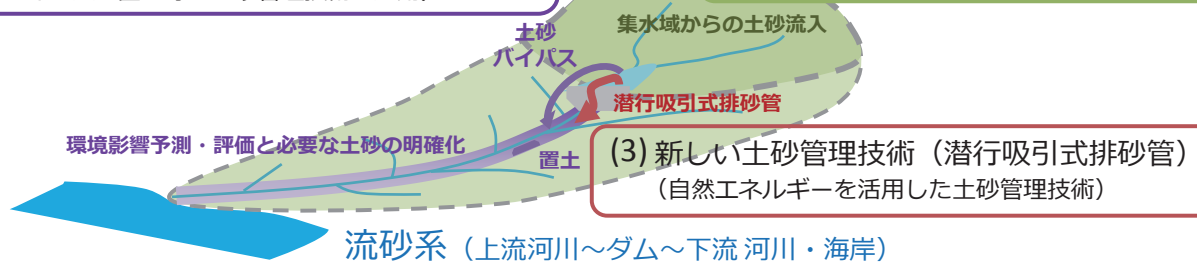 土砂
バイパス
集水域からの土砂流入
潜行吸引式排砂管
環境影響予測・評価と必要な土砂の明確化
置土
(3) 新しい土砂管理技術（潜行吸引式排砂管）
（自然エネルギーを活用した土砂管理技術）
流砂系（上流河川～ダム～下流 河川・海岸）